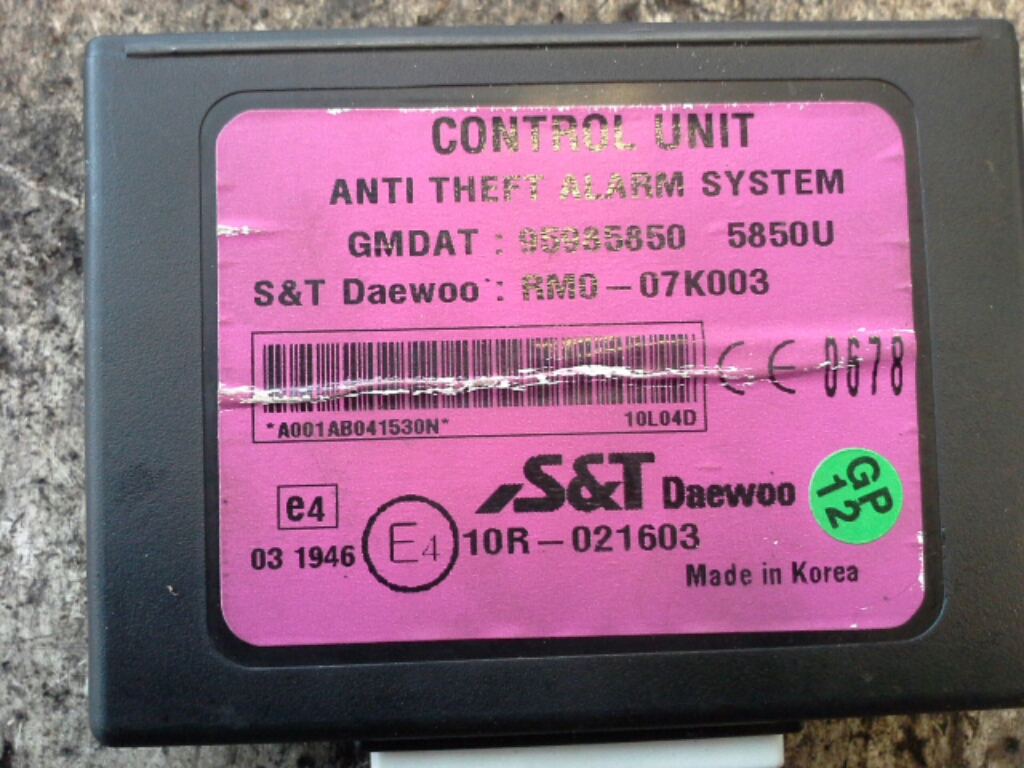 CONTROL UNIT
ANTI THEFT ALARM SYSTEM
GMDAT : 95985850 5850U
S&T Daewoo : RM0-07K003
*A001AB041530N* 10L04D
CE 0678
S&T Daewoo
GP
12
e4
03 1946
E4
10R-021603
Made in Korea